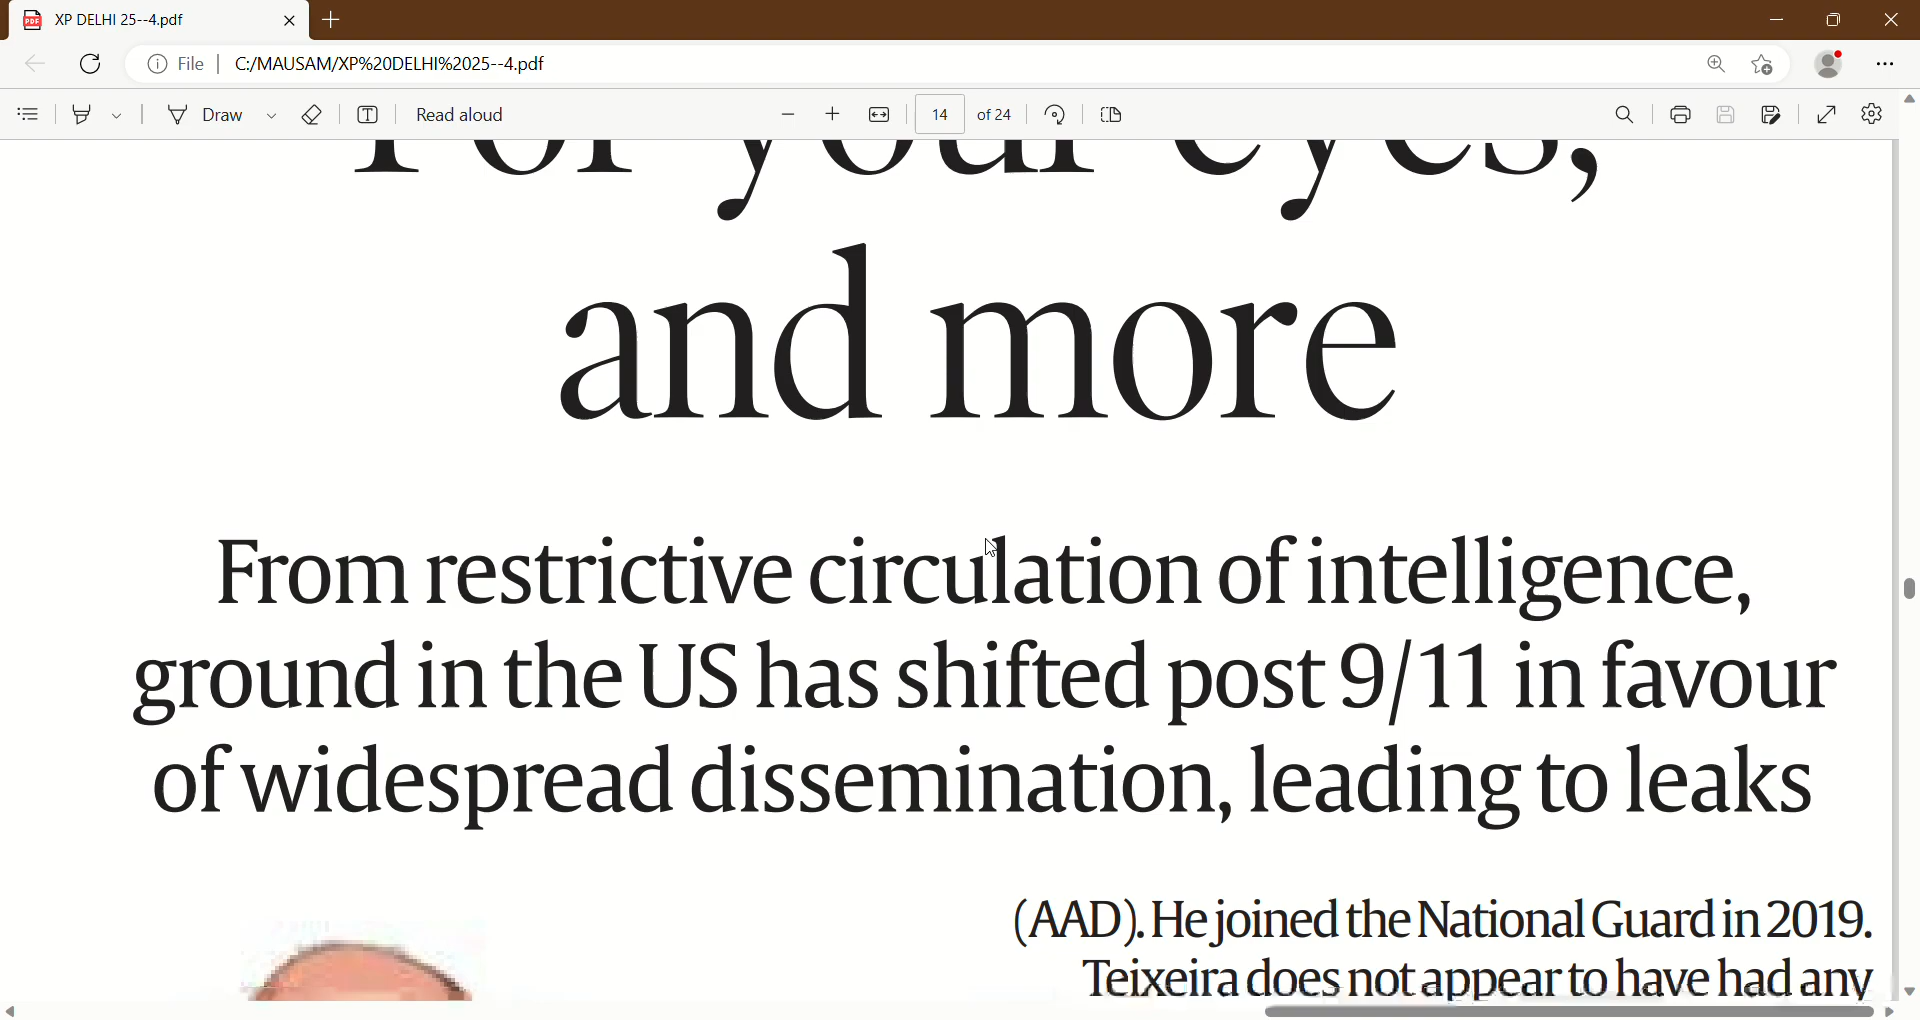 XP DELHI 25--4.pdf
File
C:/MAUSAM/XP%20DELHI%2025--4.pdf
Draw
Read aloud
14
of 24
For your eyes,
and more
From restrictive circulation of intelligence,
ground in the US has shifted post 9/11 in favour
of widespread dissemination, leading to leaks
(AAD). He joined the National Guard in 2019.
Teixeira does not appear to have had any